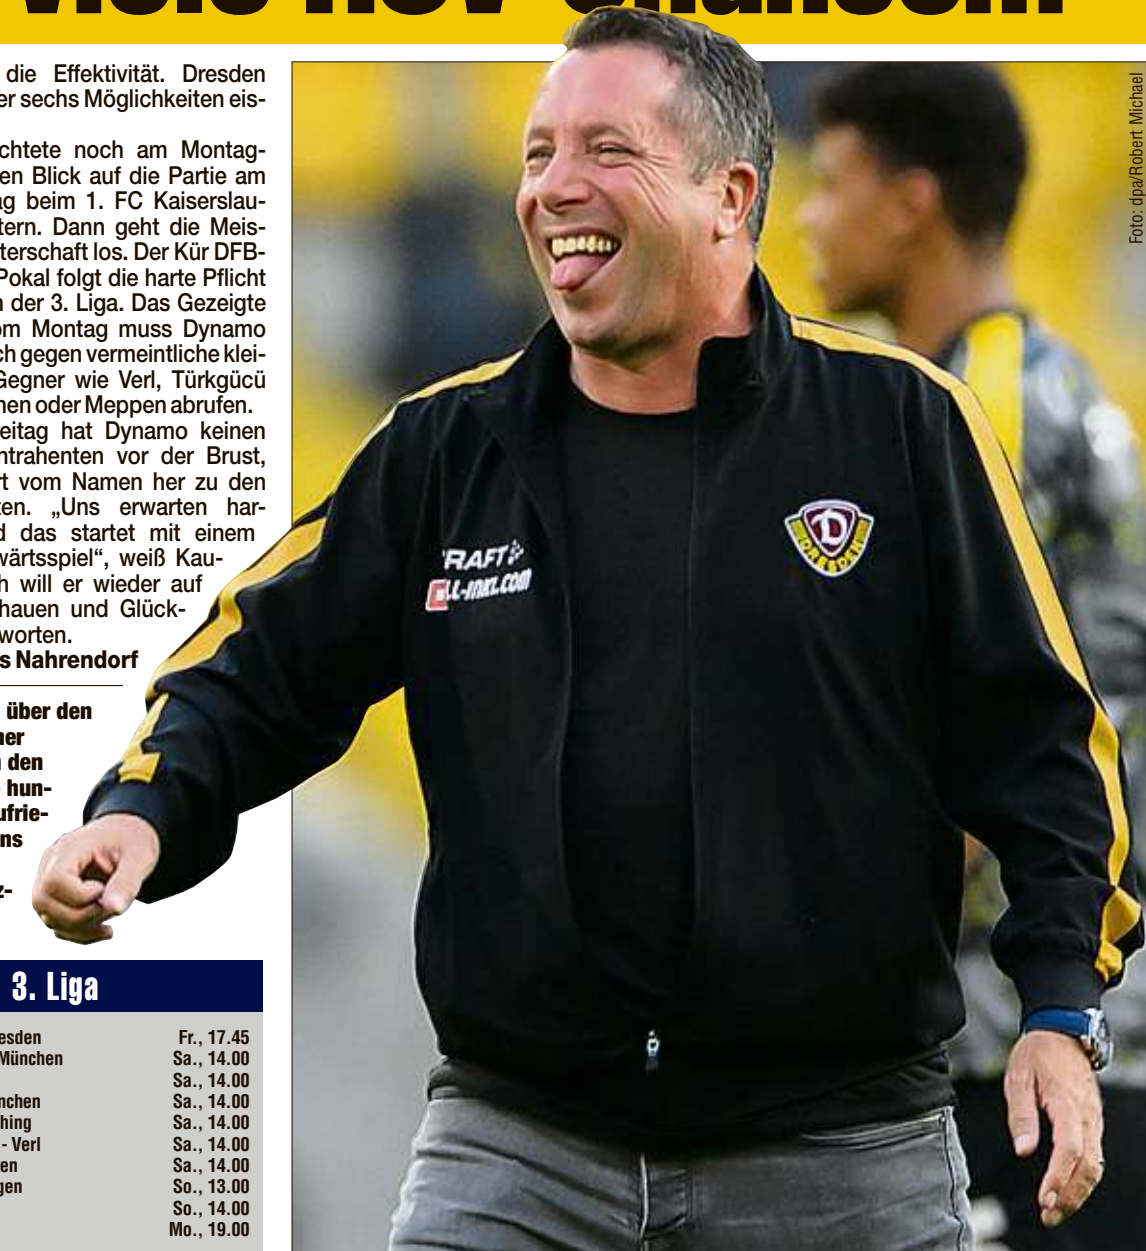 die Effektivität. Dresden
er sechs Möglichkeiten eis-
chtete noch am Montag-
en Blick auf die Partie am
ag beim 1. FC Kaiserslau-
tern. Dann geht die Meis-
terschaft los. Der Kür DFB-
Pokal folgt die harte Pflicht
n der 3. Liga. Das Gezeigte
om Montag muss Dynamo
ch gegen vermeintliche klei-
Gegner wie Verl, Türkgücü
hen oder Meppen abrufen.
eitag hat Dynamo keinen
ntrahenten vor der Brust,
rt vom Namen her zu den
ten. „Uns erwarten har-
d das startet mit einem
wärtsspiel“, weiß Kau-
h will er wieder auf
hauen und Glück-
worten.
s Nahrendorf
über den
ner
n den
hun-
ufrie-
ns
z-
3. Liga
esden Fr., 17.45
München Sa., 14.00
Sa., 14.00
nchen Sa., 14.00
hing Sa., 14.00
- Verl Sa., 14.00
en Sa., 14.00
gen So., 13.00
So., 14.00
Mo., 19.00
Foto: dpa/Robert Michael
RAFT
LL-INKL.COM
D
DRESDEN